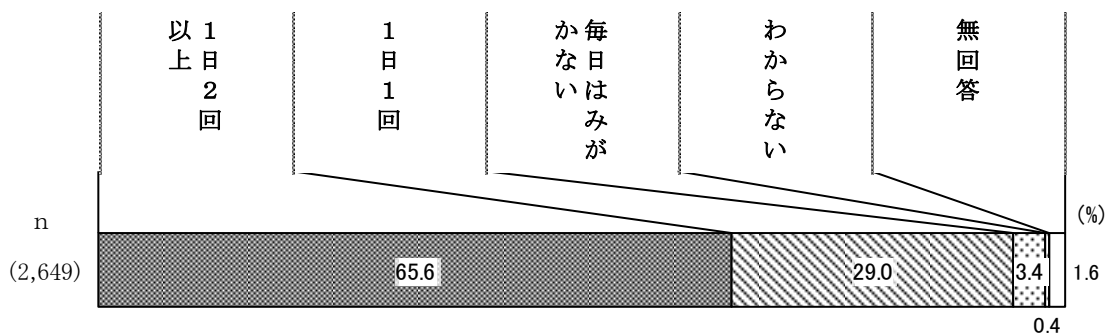 1日2回
以上
1日1回
毎日はみが
かない
わからない
無回答
(%)
n
(2,649)
65.6
29.0
3.4
1.6
0.4